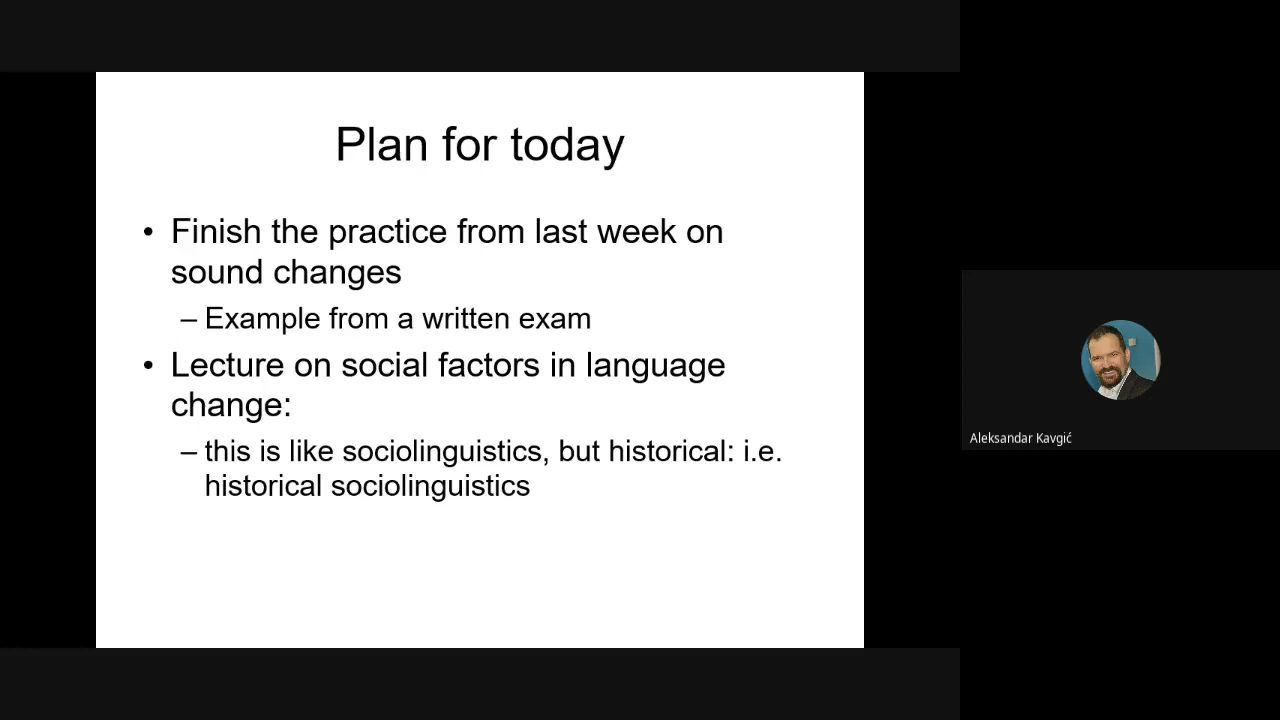 Plan for today
• Finish the practice from last week on
sound changes
– Example from a written exam
• Lecture on social factors in language
change:
– this is like sociolinguistics, but historical: i.e.
historical sociolinguistics
Aleksandar Kavgić